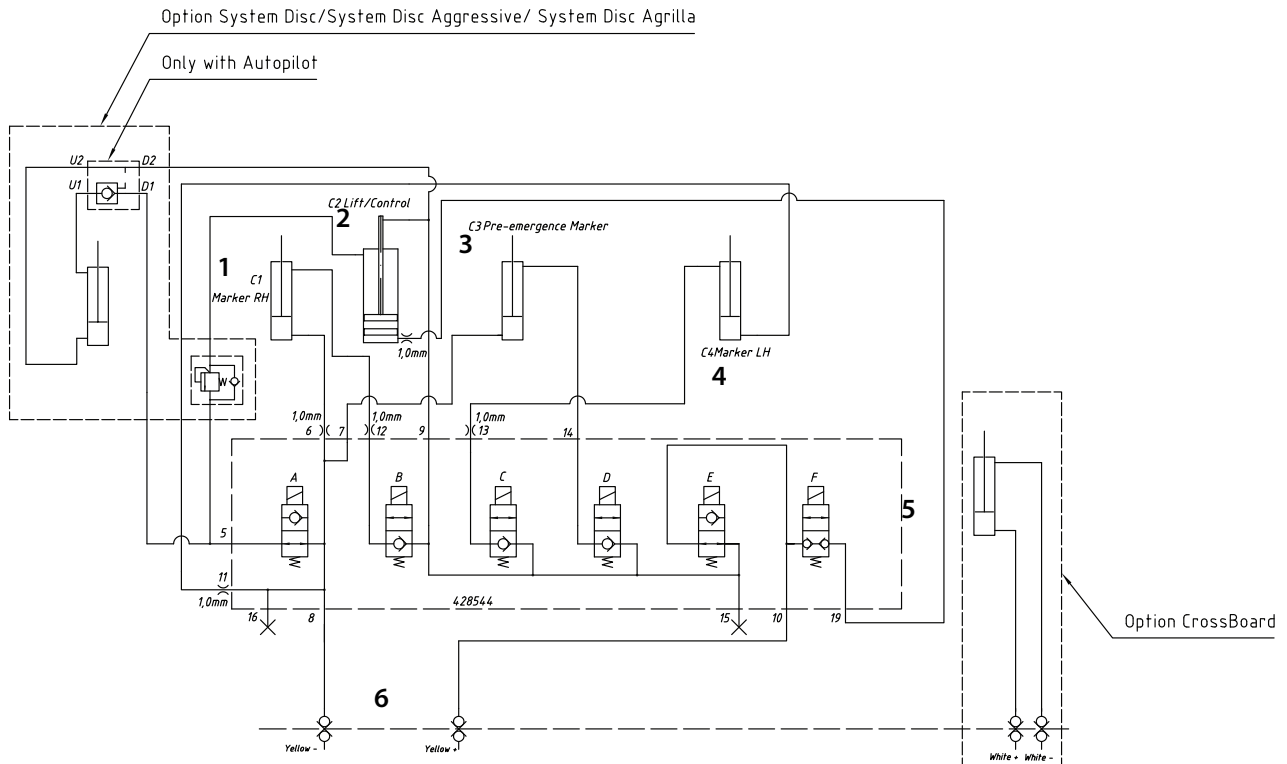 Option System Disc/System Disc Aggressive/ System Disc Agrilla
Only with Autopilot
U2 D2
U1 D1
C2 Lift/Control
2
C3 Pre-emergence Marker
3
1
C1
Marker RH
1,0mm
C4Marker LH
4
W
1,0mm 1,0mm 1,0mm
6 7 12 9 13 14
A B C D E F
5
5
11
1,0mm
16 8 428544 15 10 19
Option CrossBoard
6
Yellow - Yellow + White + White -